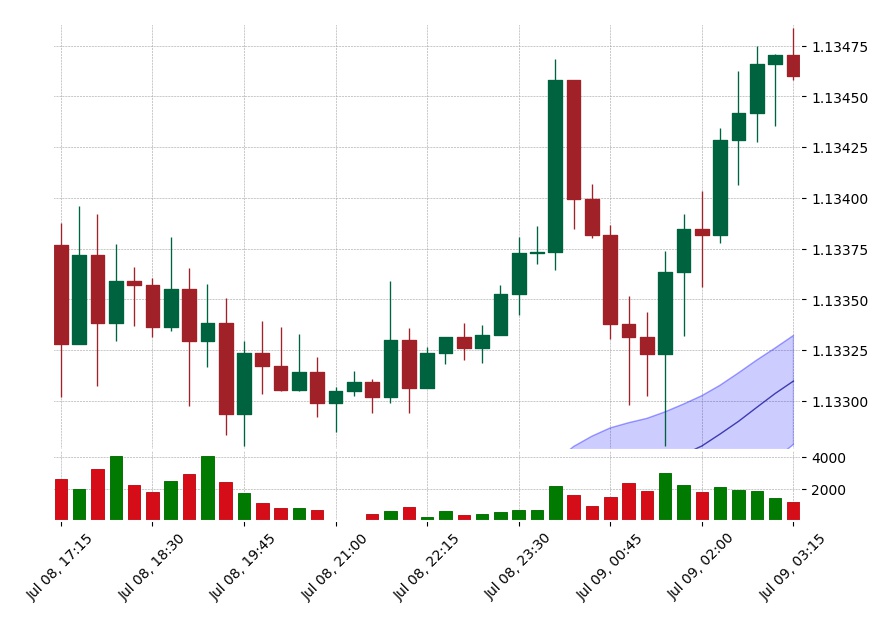 1.13475
1.13450
1.13425
1.13400
1.13375
1.13350
1.13325
1.13300
4000
2000
Jul 08, 17:15
Jul 08, 18:30
Jul 08, 19:45
Jul 08, 21:00
Jul 08, 22:15
Jul 08, 23:30
Jul 09, 00:45
Jul 09, 02:00
Jul 09, 03:15